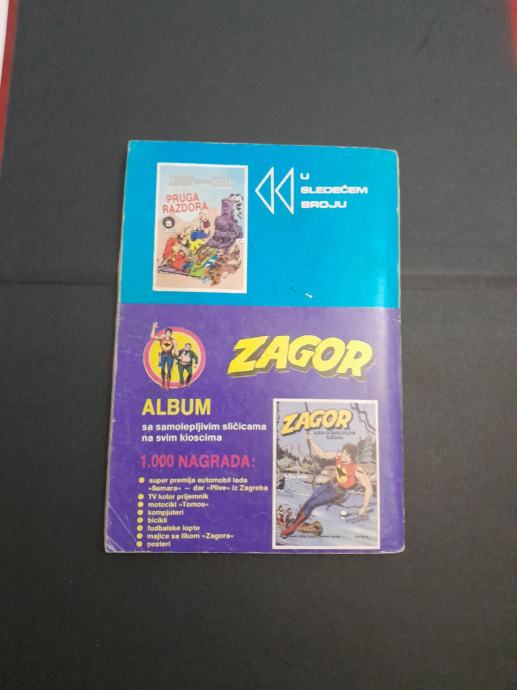 PRUGA
RAZDORA
U
SLEDEĆEM
BROJU
ZAGOR
ALBUM
sa samolepljivim sličicama
na svim kioscima
1.000 NAGRADA:
super premija automobil lada
»Samara« — dar »Plive« iz Zagreba
TV kolor prijemnik
motocikl »Tomos«
kompjuteri
bicikli
fudbalske lopte
majice sa likom »Zagora«
posteri
ZAGOR